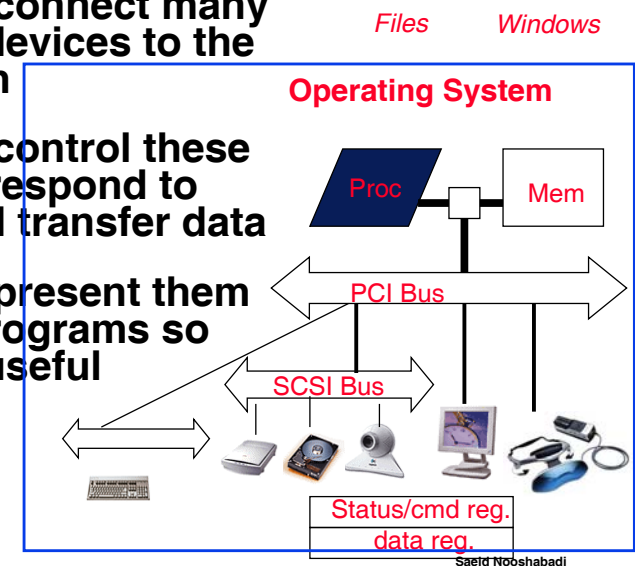 connect many
devices to the
Files Windows
Operating System
control these
respond to
transfer data
Proc
Mem
present them
programs so
useful
PCI Bus
SCSI Bus
Status/cmd reg.
data reg.
Saeid Nooshabadi